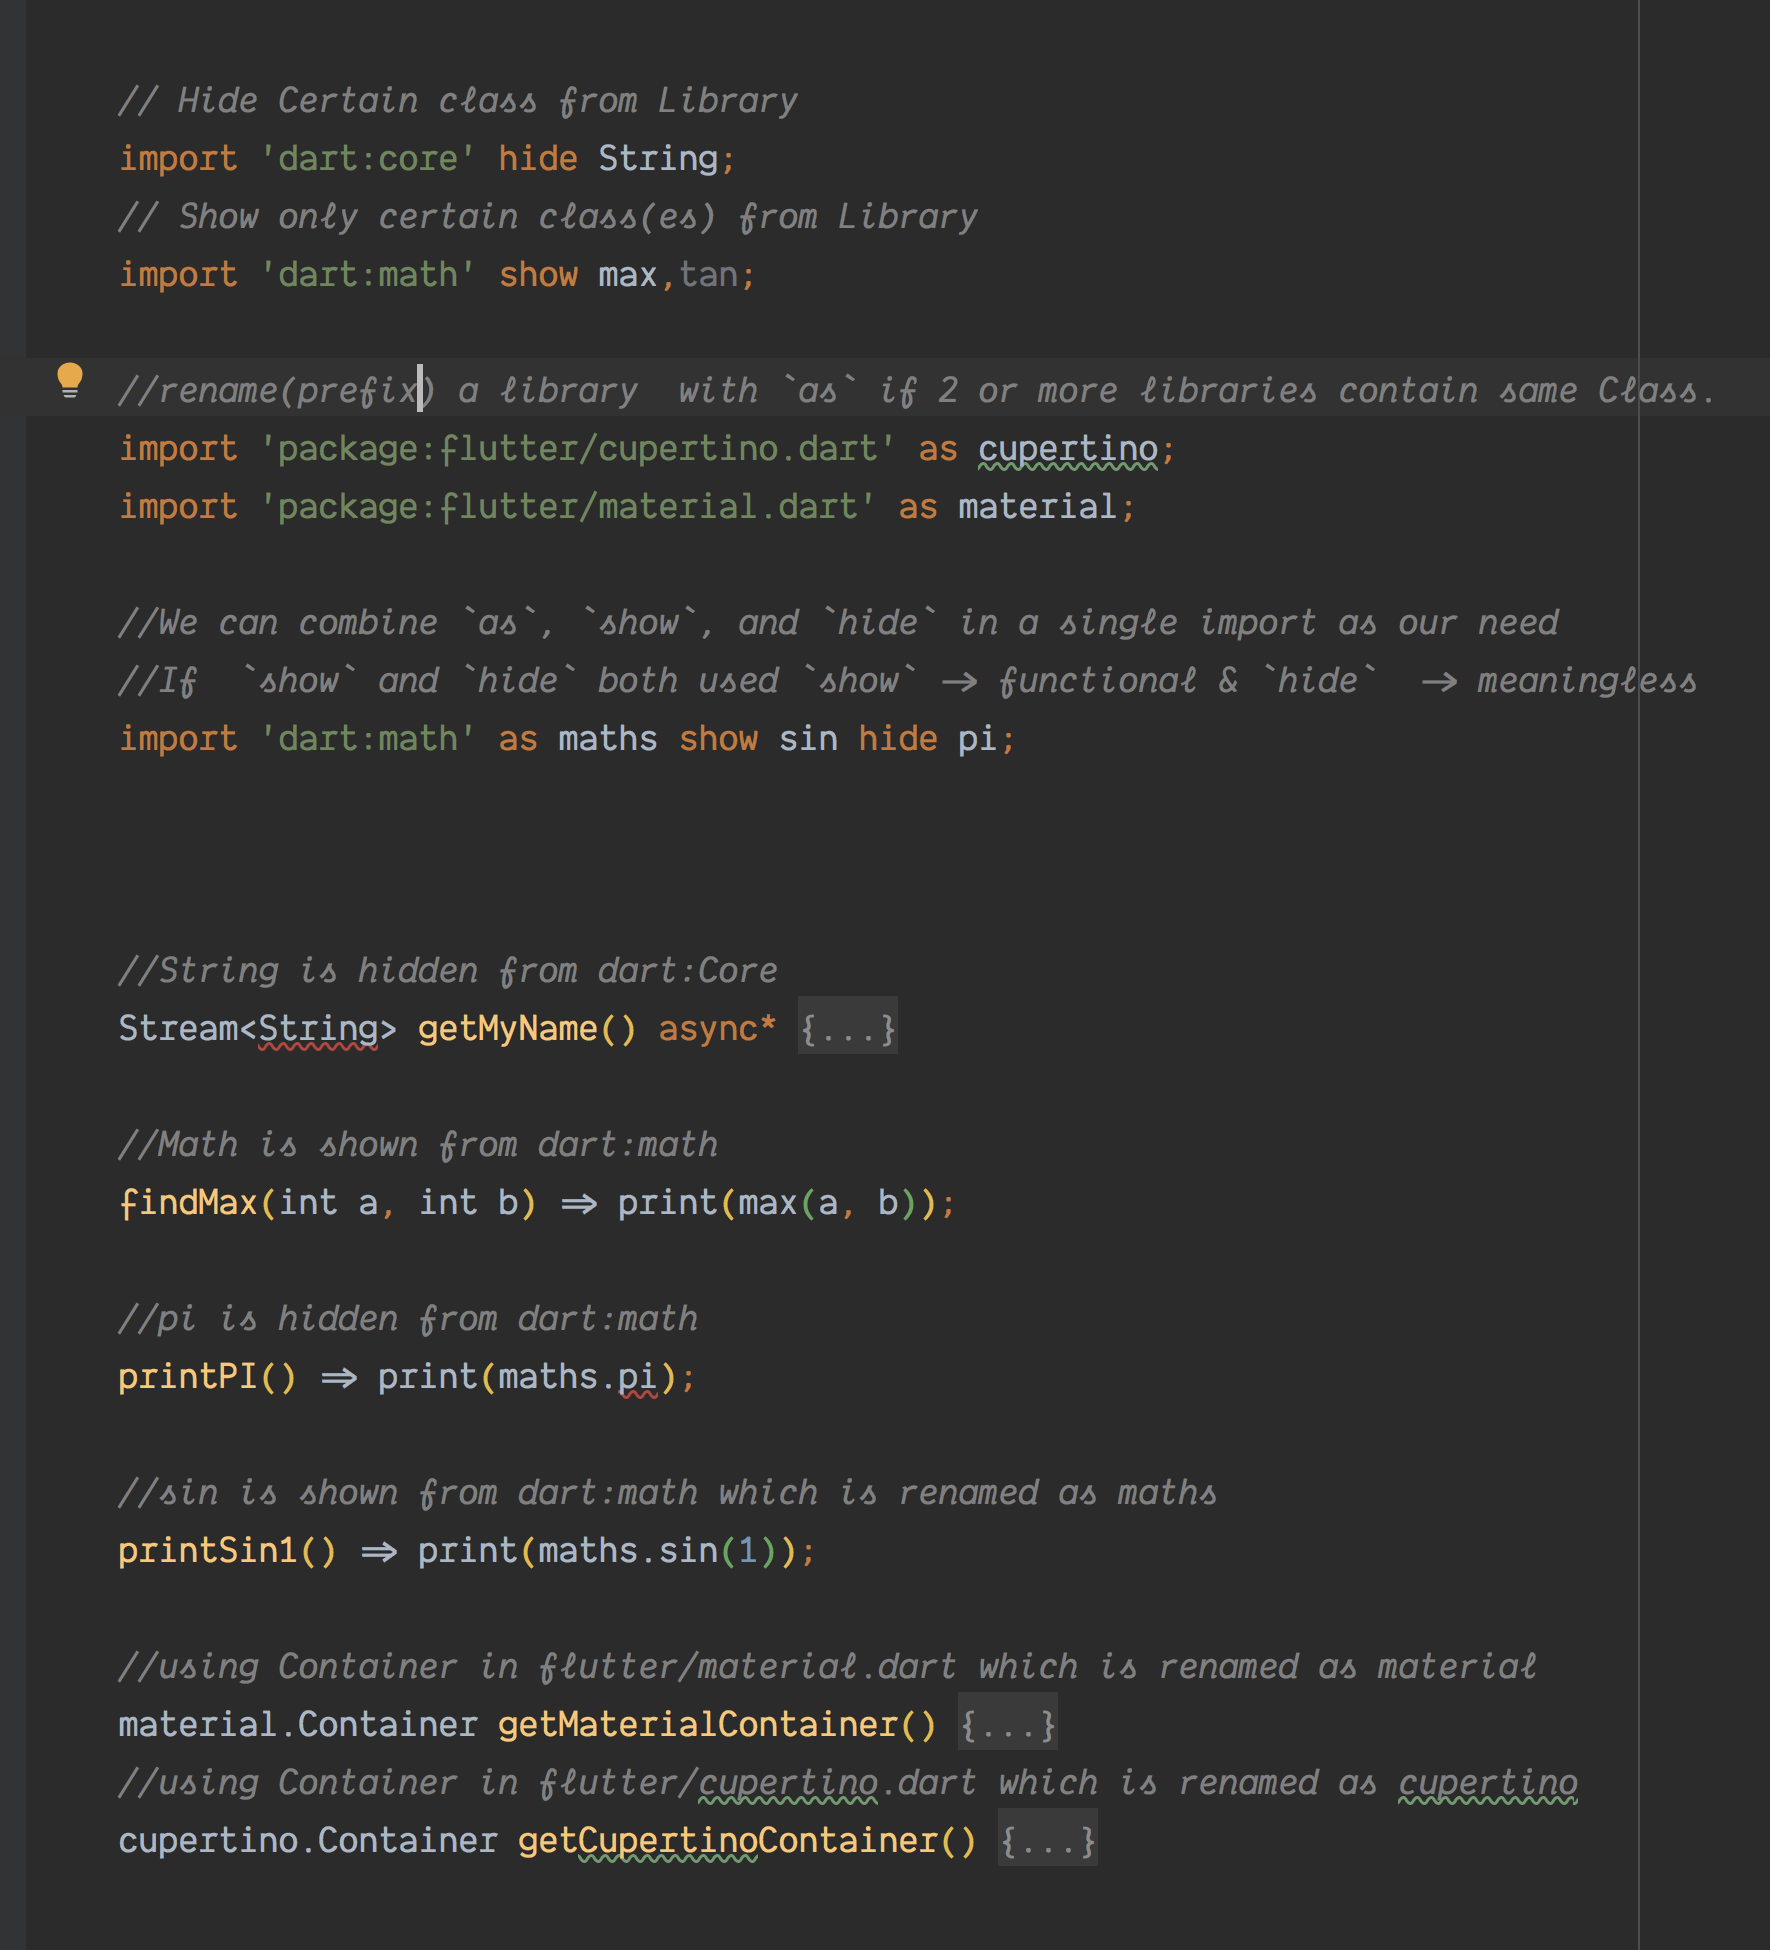 // Hide Certain class from Library
import 'dart:core' hide String;
// Show only certain class(es) from Library
import 'dart:math' show max,tan;
//rename(prefix) a library  with `as` if 2 or more libraries contain same Class.
import 'package:flutter/cupertino.dart' as cupertino;
import 'package:flutter/material.dart' as material;
//We can combine `as`, `show`, and `hide` in a single import as our need
//If  `show` and `hide` both used `show` -> functional & `hide`  -> meaningless
import 'dart:math' as maths show sin hide pi;
//String is hidden from dart:Core
Stream<String> getMyName() async* {...}
//Math is shown from dart:math
findMax(int a, int b) => print(max(a, b));
//pi is hidden from dart:math
printPI() => print(maths.pi);
//sin is shown from dart:math which is renamed as maths
printSin1() => print(maths.sin(1));
//using Container in flutter/material.dart which is renamed as material
material.Container getMaterialContainer() {...}
//using Container in flutter/cupertino.dart which is renamed as cupertino
cupertino.Container getCupertinoContainer() {...}